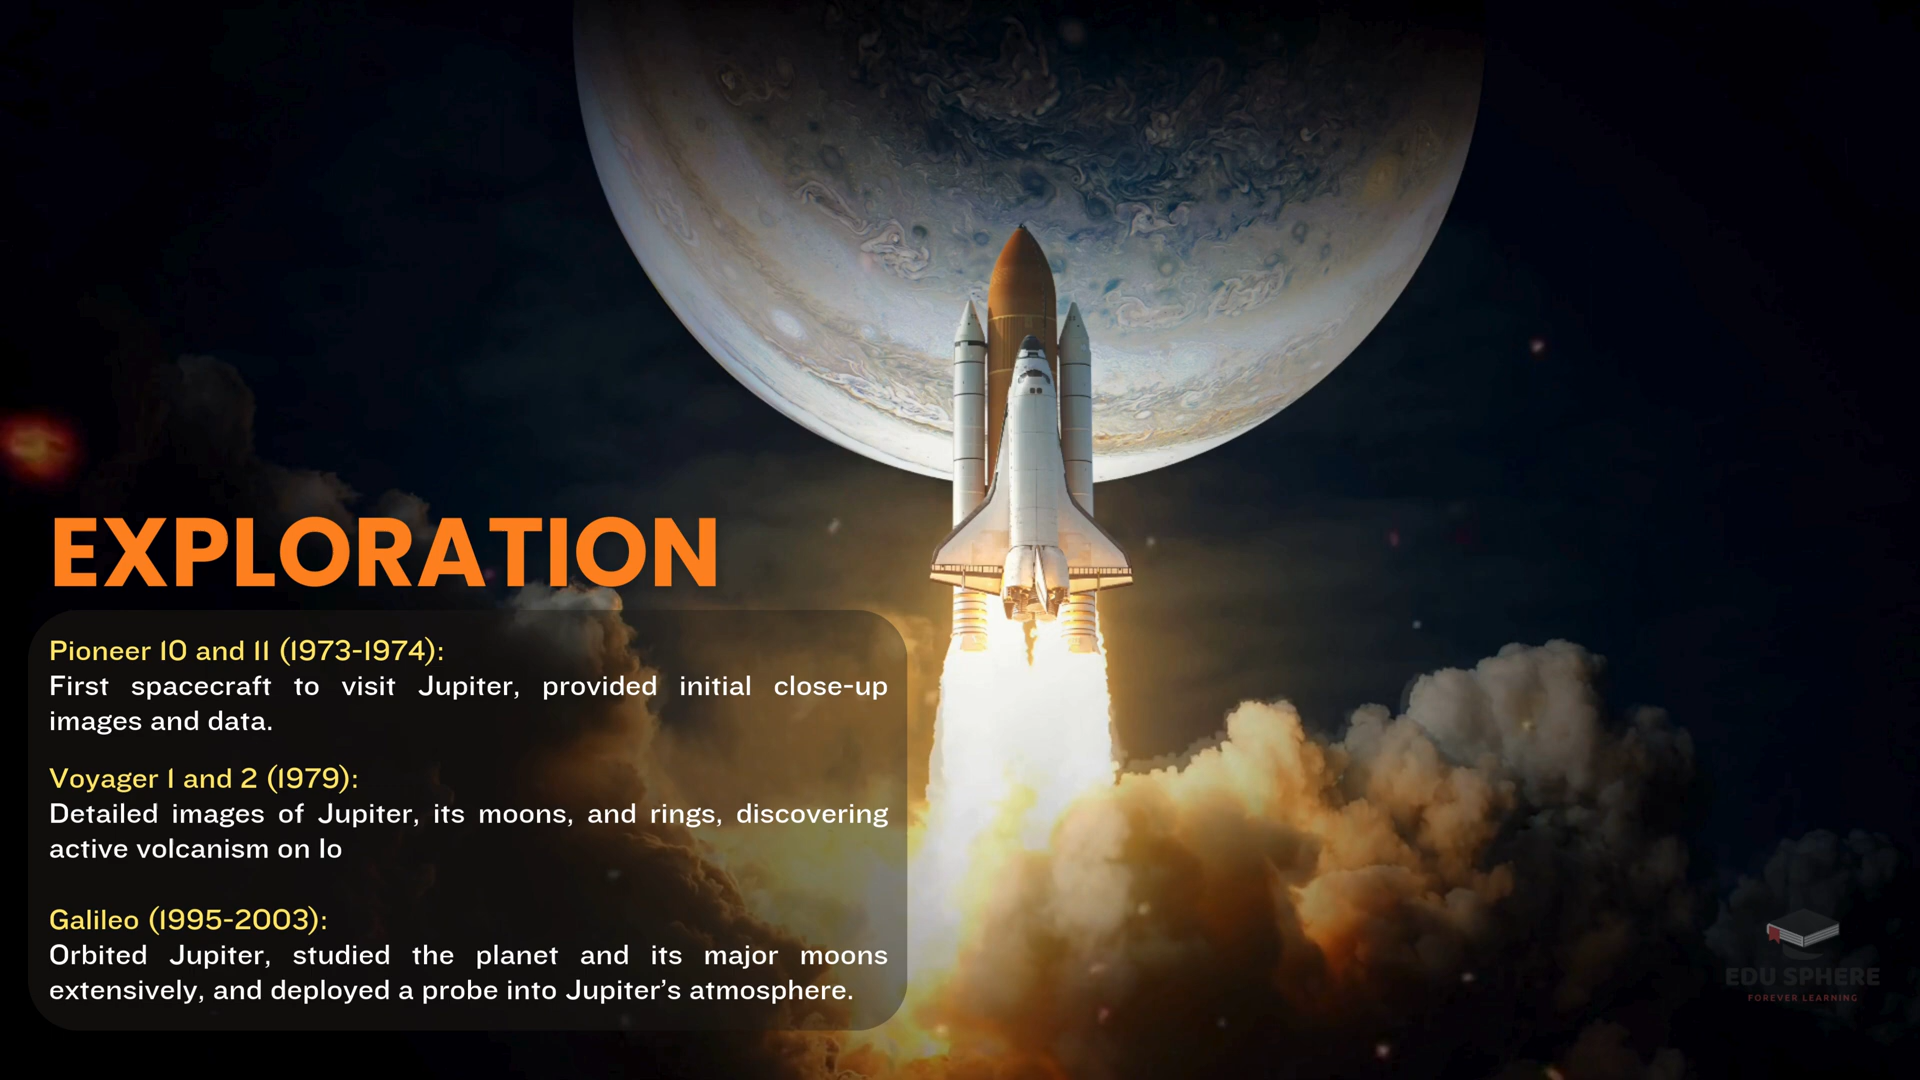 EXPLORATION
Pioneer 10 and 11 (1973-1974):
First spacecraft to visit Jupiter, provided initial close-up
images and data.
Voyager 1 and 2 (1979):
Detailed images of Jupiter, its moons, and rings, discovering
active volcanism on Io
Galileo (1995-2003):
Orbited Jupiter, studied the planet and its major moons
extensively, and deployed a probe into Jupiter’s atmosphere.
EDU SPHERE
FOREVER LEARNING